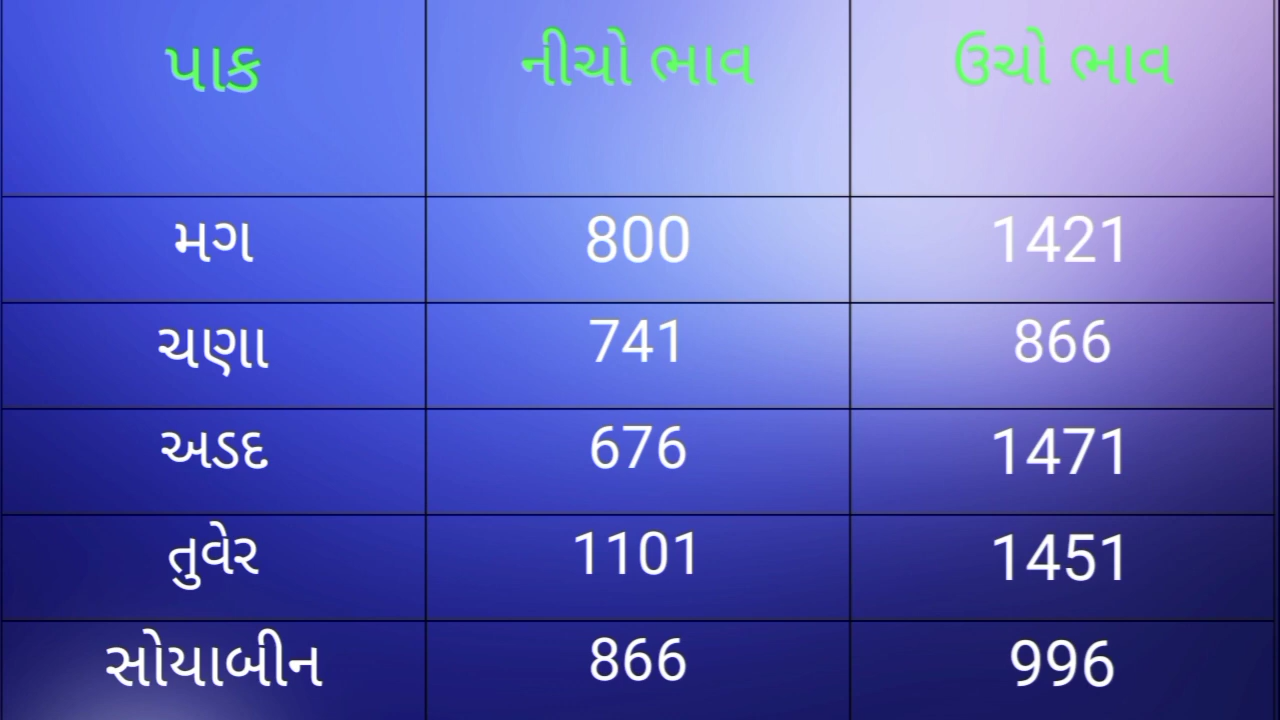 પાક નીચો ભાવ ઉચો ભાવ
મગ 800 1421
ચણા 741 866
અડદ 676 1471
તુવેર 1101 1451
સોયાબીન 866 996